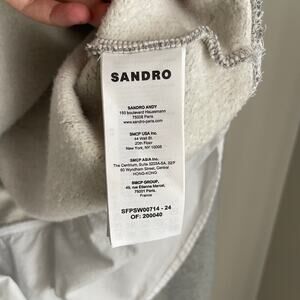 SANDRO
SANDRO ANDY
150 boulevard Haussmann
75008 Paris
www.sandro-paris.com
SMCP USA Inc.
44 Wall St.
20th Floor
New York, NY 10005
SMCP ASIA Inc.
The Centrium, Suite 3203A-5A, 32/F
60 Wyndham Street, Central
HONG-KONG
SMCP GROUP,
49, rue Etienne Marcel,
75001 Paris,
France
SFPSW00714 - 24
OF: 200040